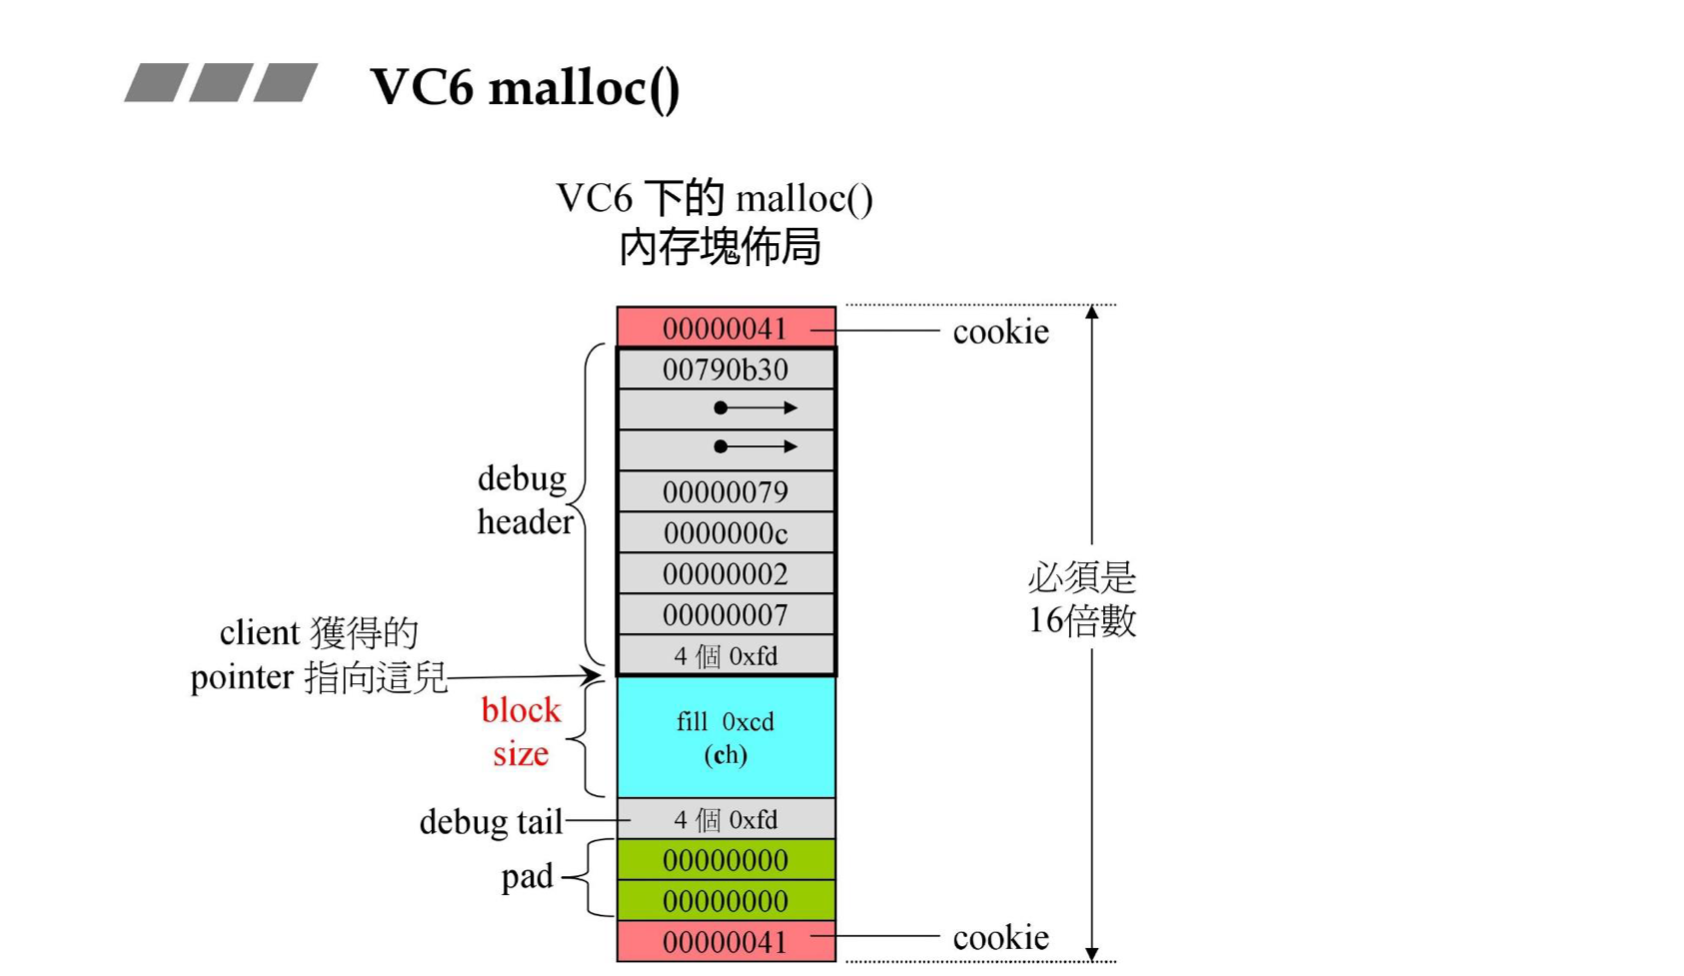 VC6 malloc()
VC6 下的 malloc()
內存塊佈局
00000041
cookie
debug
header
00790b30
00000079
0000000c
00000002
00000007
4 個 0xfd
client 獲得的
pointer 指向這兒
block
size
fill 0xcd
(ch)
debug tail
4 個 0xfd
pad
00000000
00000000
00000041
cookie
必須是
16倍數